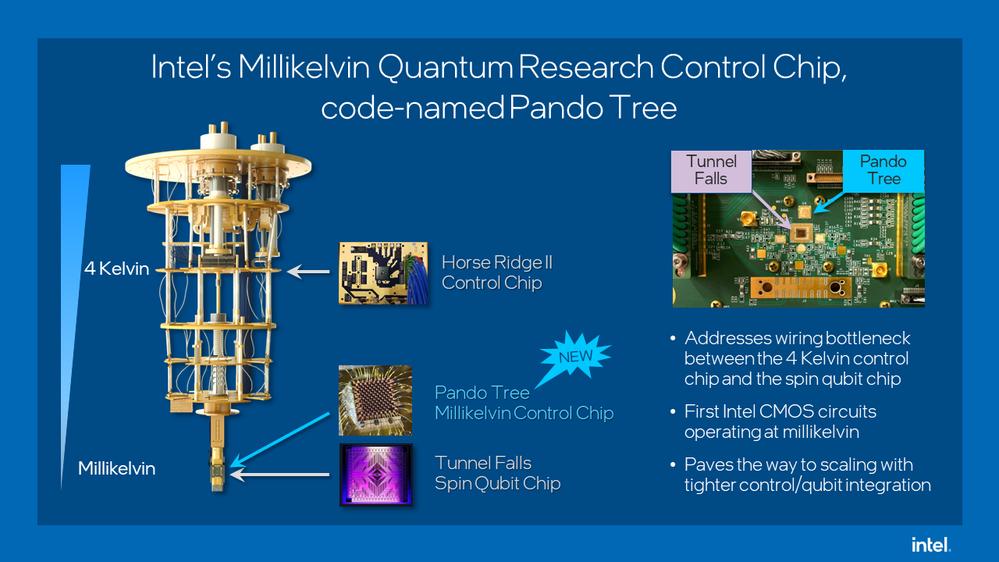 Intel's Millikelvin Quantum Research Control Chip,
code-named Pando Tree
4 Kelvin
Millikelvin
Horse Ridge II
Control Chip
NEW
Pando Tree
Millikelvin Control Chip
Tunnel Falls
Spin Qubit Chip
Tunnel
Falls
Pando
Tree
• Addresses wiring bottleneck
between the 4 Kelvin control
chip and the spin qubit chip
• First Intel CMOS circuits
operating at millikelvin
• Paves the way to scaling with
tighter control/qubit integration
intel.